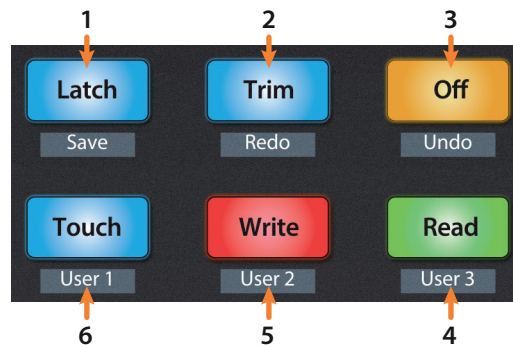 1 2 3
Latch Trim Off
Save Redo Undo
Touch Write Read
User 1 User 2 User 3
6 5 4